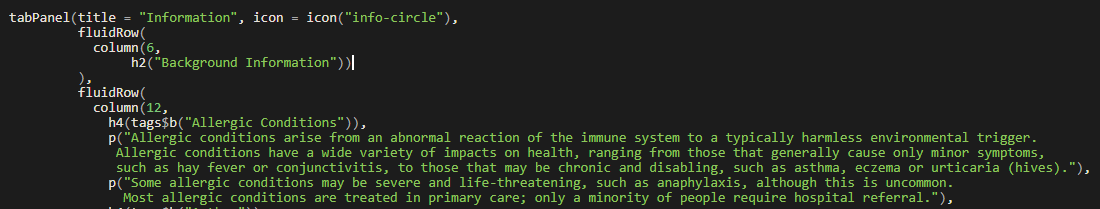 tabPanel(title = "Information", icon = icon("info-circle"),
fluidRow(
column(6,
h2("Background Information"))
),
fluidRow(
column(12,
h4(tags$b("Allergic Conditions")),
p("Allergic conditions arise from an abnormal reaction of the immune system to a typically harmless environmental trigger.
Allergic conditions have a wide variety of impacts on health, ranging from those that generally cause only minor symptoms,
such as hay fever or conjunctivitis, to those that may be chronic and disabling, such as asthma, eczema or urticaria (hives)."),
p("Some allergic conditions may be severe and life-threatening, such as anaphylaxis, although this is uncommon.
Most allergic conditions are treated in primary care; only a minority of people require hospital referral."),